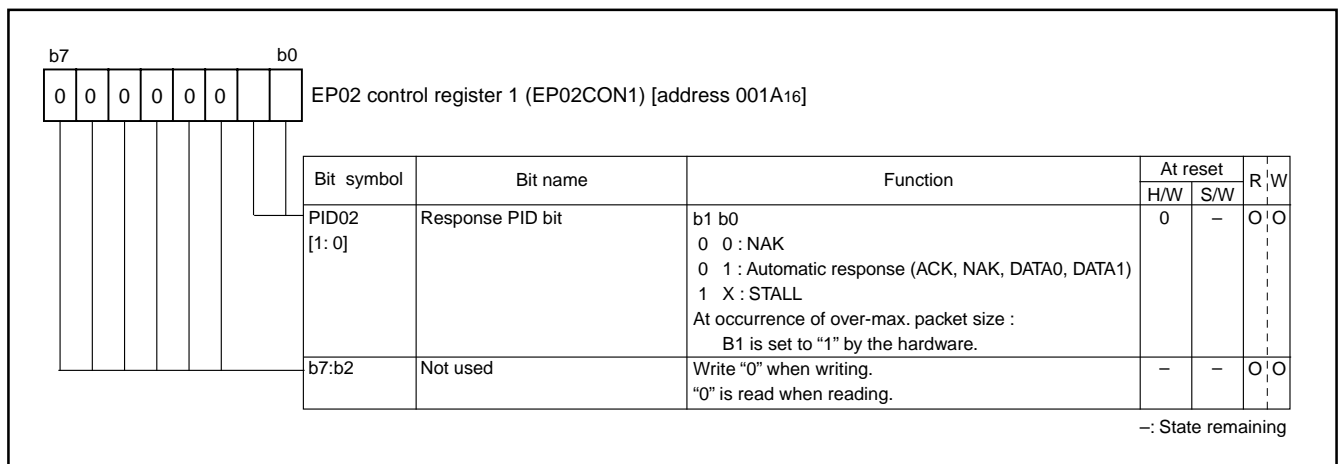 b7 b0
0 0 0 0 0 0
EP02 control register 1 (EP02CON1) [address 001A16]
Bit symbol Bit name Function At reset R W
H/W S/W
PID02 Response PID bit b1 b0 0 – O O
[1: 0] 0 0 : NAK
0 1 : Automatic response (ACK, NAK, DATA0, DATA1)
1 X : STALL
At occurrence of over-max. packet size :
B1 is set to “1” by the hardware.
b7:b2 Not used Write “0” when writing. – – O O
“0” is read when reading.
–: State remaining